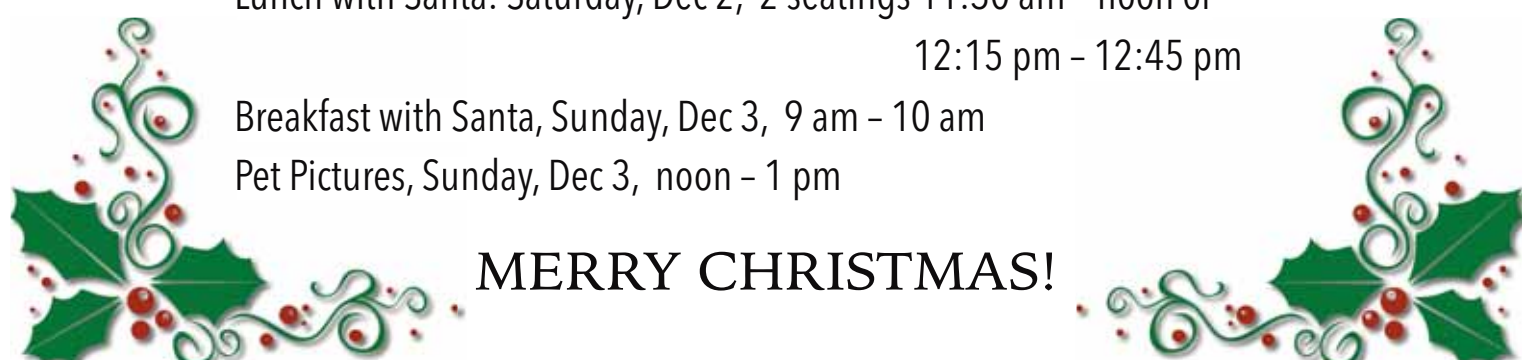 Lunch with Santa: Saturday, Dec 2,  2 seatings 11:30 am – noon or
12:15 pm – 12:45 pm
Breakfast with Santa, Sunday, Dec 3,  9 am – 10 am
Pet Pictures, Sunday, Dec 3,  noon – 1 pm
MERRY CHRISTMAS!